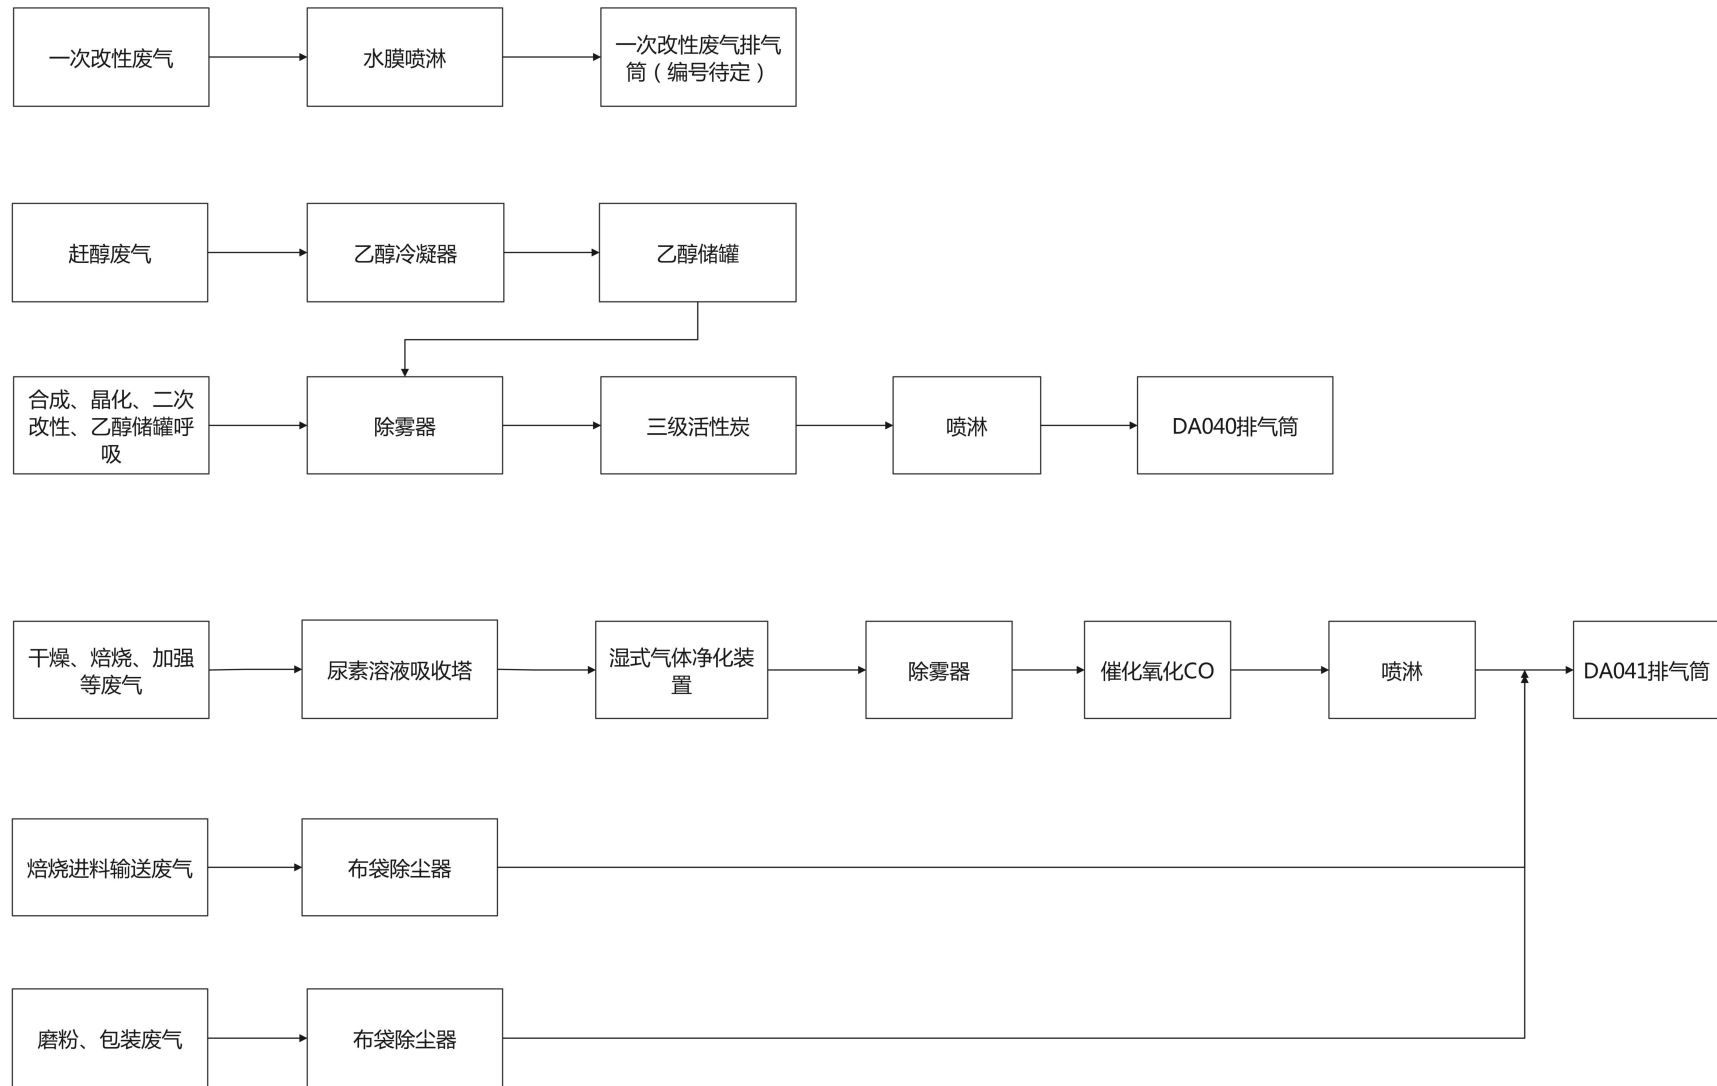 一次改性废气
水膜喷淋
一次改性废气排气
筒（编号待定）
赶醇废气
乙醇冷凝器
乙醇储罐
合成、晶化、二次
改性、乙醇储罐呼
吸
除雾器
三级活性炭
喷淋
DA040排气筒
干燥、焙烧、加强
等废气
尿素溶液吸收塔
湿式气体净化装
置
除雾器
催化氧化CO
喷淋
DA041排气筒
焙烧进料输送废气
布袋除尘器
磨粉、包装废气
布袋除尘器